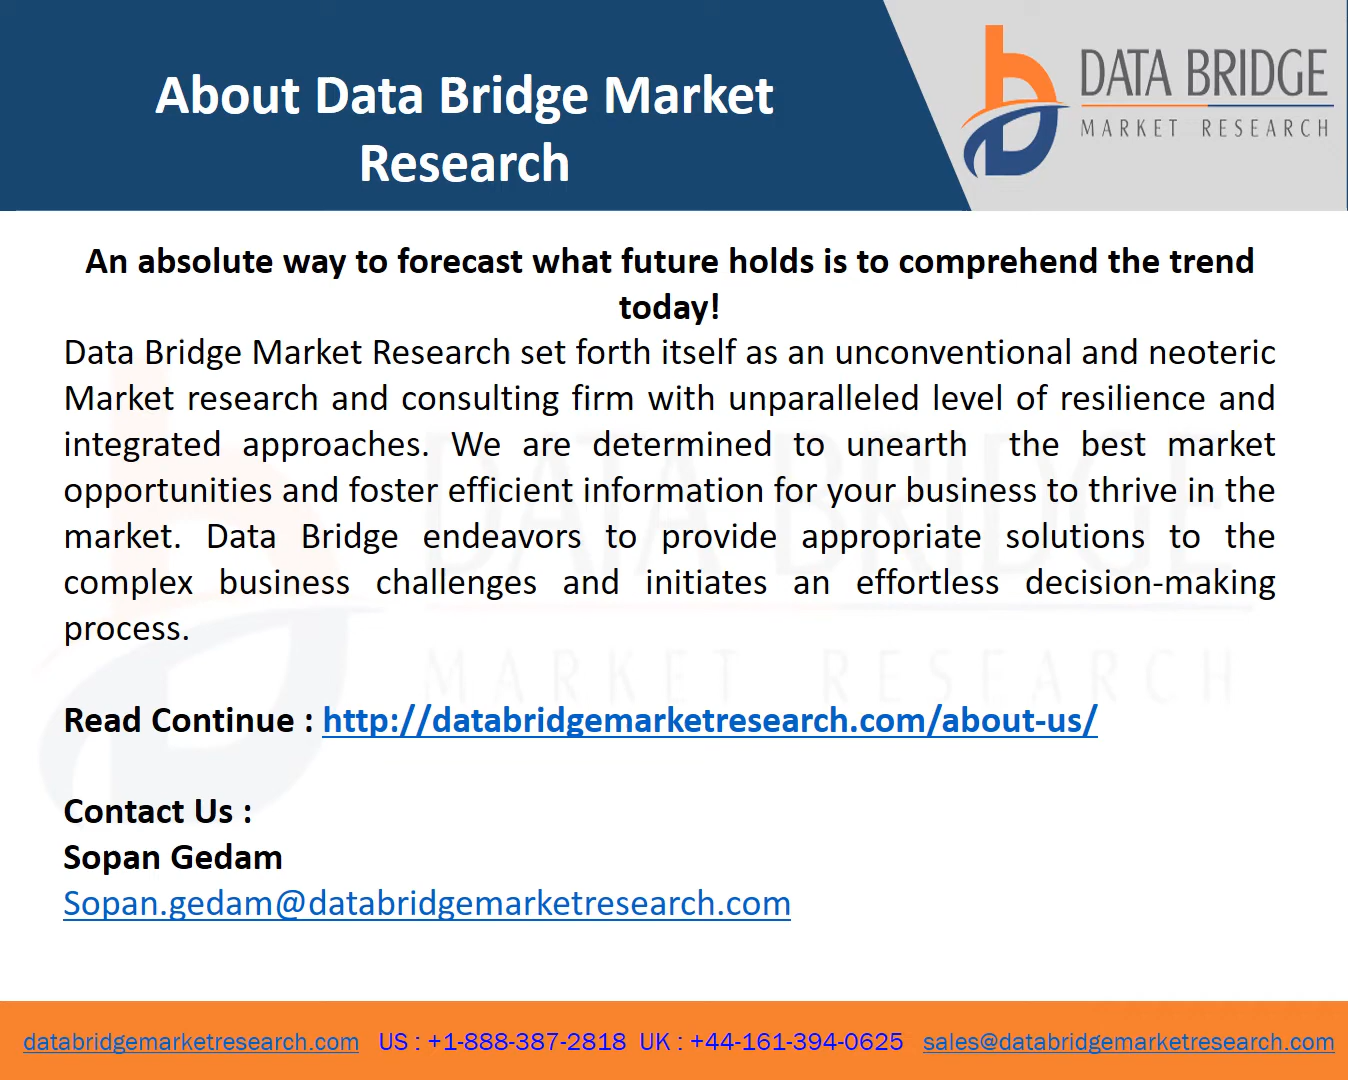 About Data Bridge Market
Research
DATA BRIDGE
MARKET RESEARCH
An absolute way to forecast what future holds is to comprehend the trend
today!
Data Bridge Market Research set forth itself as an unconventional and neoteric
Market research and consulting firm with unparalleled level of resilience and
integrated approaches. We are determined to unearth the best market
opportunities and foster efficient information for your business to thrive in the
market. Data Bridge endeavors to provide appropriate solutions to the
complex business challenges and initiates an effortless decision-making
process.
DATA BRIDGE
MARKET RESEARCH
Read Continue : http://databridgemarketresearch.com/about-us/
Contact Us :
Sopan Gedam
Sopan.gedam@databridgemarketresearch.com
databridgemarketresearch.com US : +1-888-387-2818 UK : +44-161-394-0625 sales@databridgemarketresearch.com